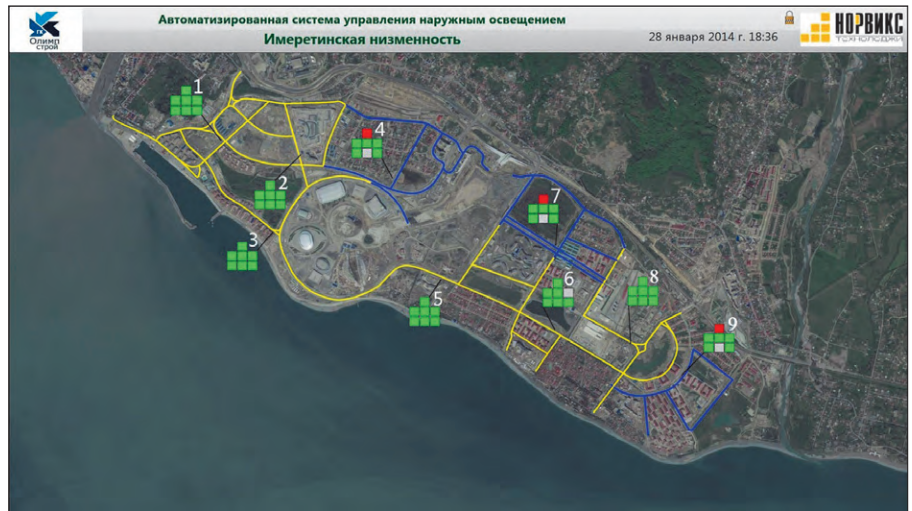 Автоматизированная система управления наружным освещением
Имеретинская низменность
28 января 2014 г. 18:36
Олимп
строй
НОРВИКС
ТЕХНОЛОДЖИ
1
2
3
4
5
6
7
8
9